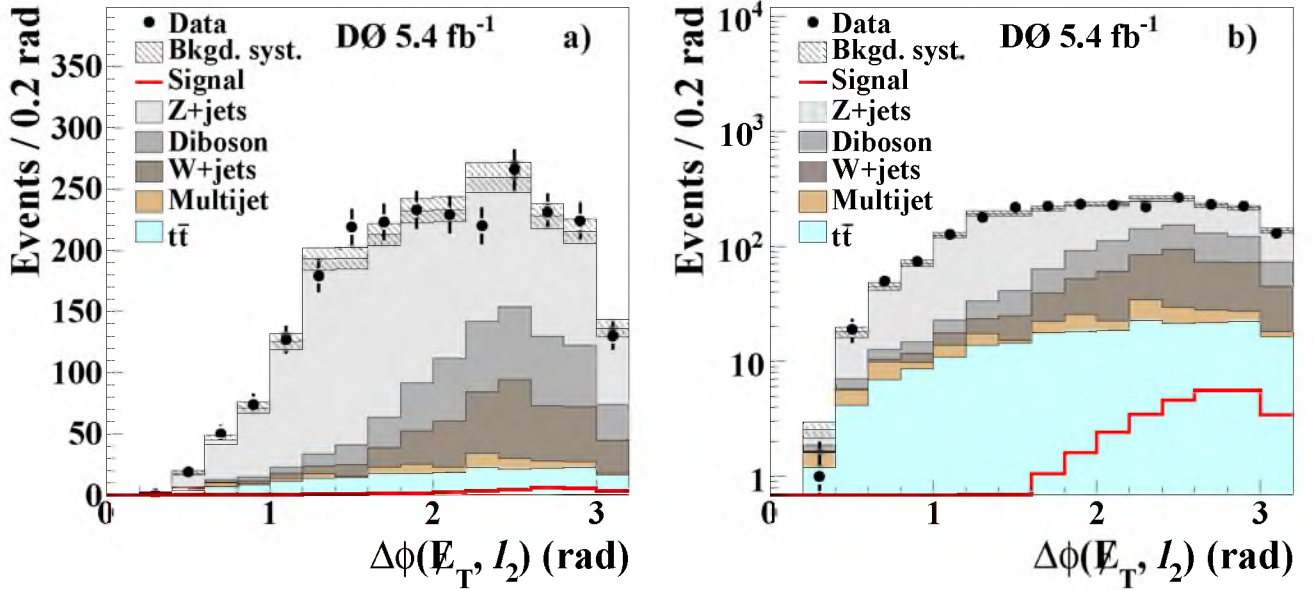 Data
Bkgd. syst.
Signal
Z+jets
Diboson
W+jets
Multijet
tt̄
DØ 5.4 fb⁻¹
a)
Events / 0.2 rad
350
300
250
200
150
100
50
0
0 1 2 3
Δϕ(E̸_T, l₂) (rad)
Data
Bkgd. syst.
Signal
Z+jets
Diboson
W+jets
Multijet
tt̄
DØ 5.4 fb⁻¹
b)
Events / 0.2 rad
10⁴
10³
10²
10
1
0 1 2 3
Δϕ(E̸_T, l₂) (rad)